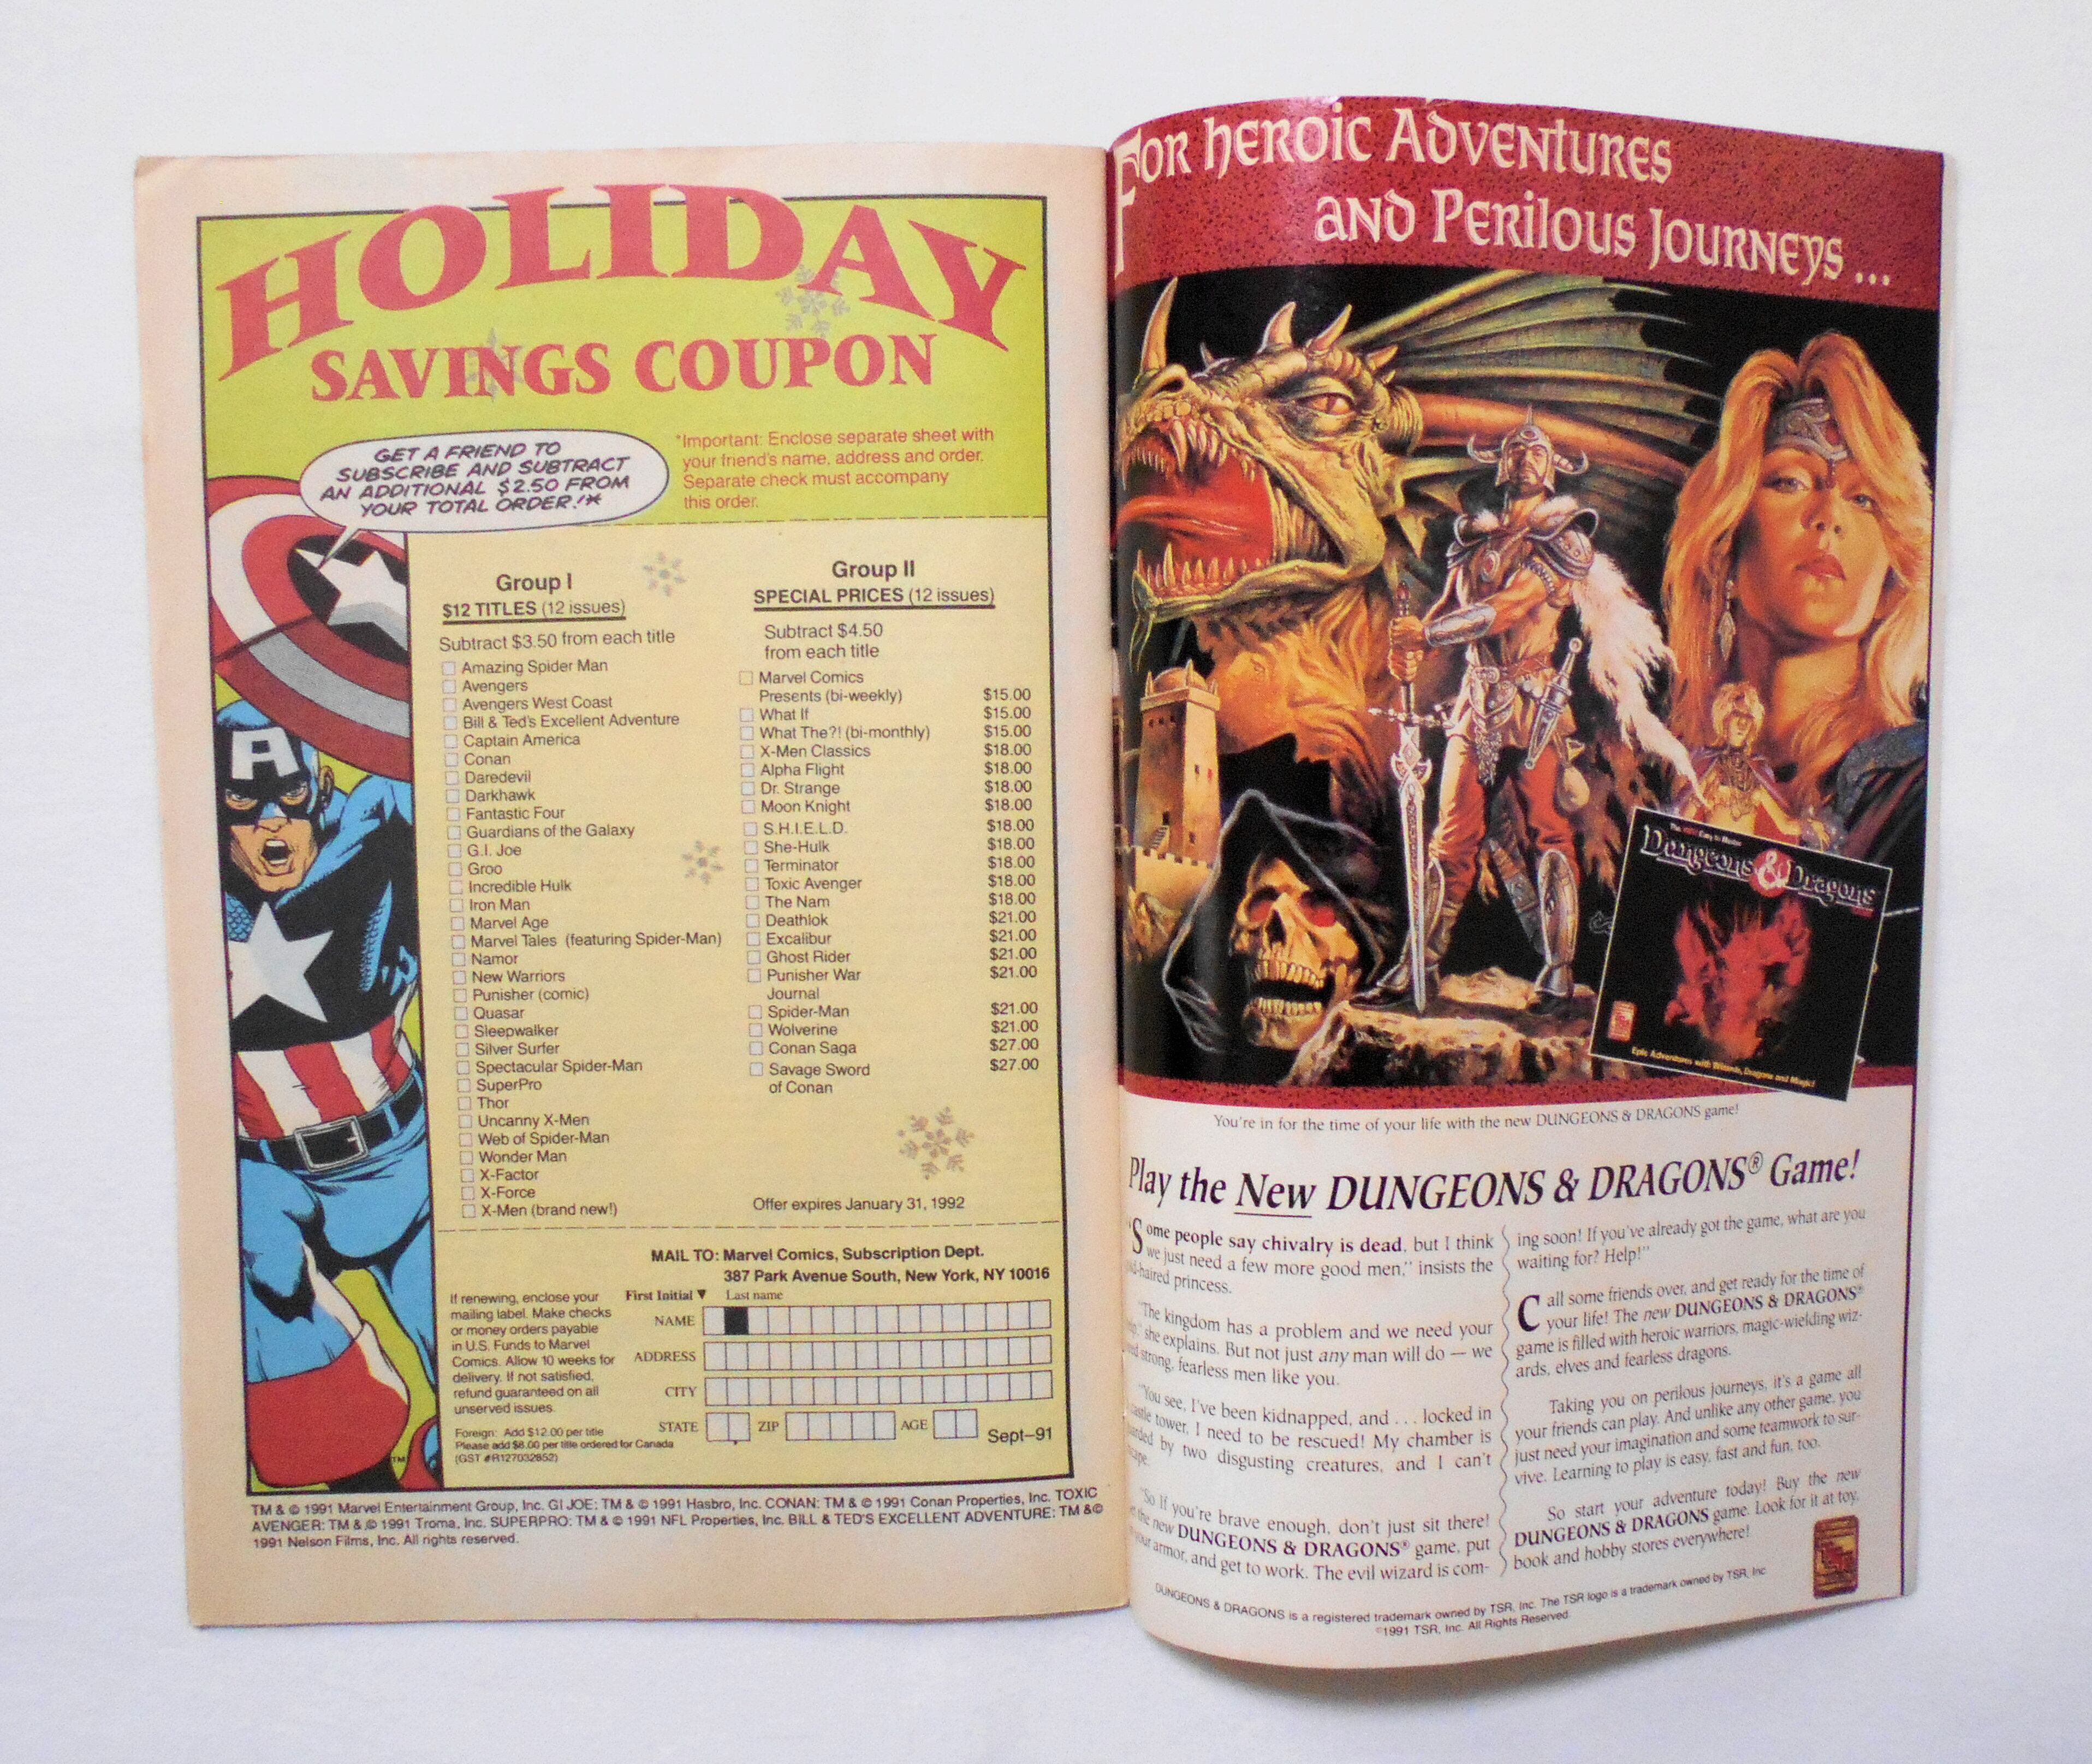 HOLIDAY
SAVINGS COUPON
GET A FRIEND TO
SUBSCRIBE AND SUBTRACT
AN ADDITIONAL $2.50 FROM
YOUR TOTAL ORDER!*
*Important: Enclose separate sheet with
your friend's name, address and order.
Separate check must accompany
this order.
A
Group I
$12 TITLES (12 issues)
Subtract $3.50 from each title
Amazing Spider Man
Avengers
Avengers West Coast
Bill & Ted's Excellent Adventure
Captain America
Conan
Daredevil
Darkhawk
Fantastic Four
Guardians of the Galaxy
G.I. Joe
Groo
Incredible Hulk
Iron Man
Marvel Age
Marvel Tales (featuring Spider-Man)
Namor
New Warriors
Punisher (comic)
Quasar
Sleepwalker
Silver Surfer
Spectacular Spider-Man
SuperPro
Thor
Uncanny X-Men
Web of Spider-Man
Wonder Man
X-Factor
X-Force
X-Men (brand new!)
Group II
SPECIAL PRICES (12 issues)
Subtract $4.50
from each title
Marvel Comics
Presents (bi-weekly) $15.00
What If $15.00
What The?! (bi-monthly) $15.00
X-Men Classics $18.00
Alpha Flight $18.00
Dr. Strange $18.00
Moon Knight $18.00
S.H.I.E.L.D. $18.00
She-Hulk $18.00
Terminator $18.00
Toxic Avenger $18.00
The Nam $18.00
Deathlok $21.00
Excalibur $21.00
Ghost Rider $21.00
Punisher War $21.00
Journal
Spider-Man $21.00
Wolverine $21.00
Conan Saga $27.00
Savage Sword $27.00
of Conan
Offer expires January 31, 1992
MAIL TO: Marvel Comics, Subscription Dept.
387 Park Avenue South, New York, NY 10016
If renewing, enclose your
mailing label. Make checks
or money orders payable
in U.S. Funds to Marvel
Comics. Allow 10 weeks for
delivery. If not satisfied,
refund guaranteed on all
unserved issues.
Foreign: Add $12.00 per title
Please add $8.00 per title ordered for Canada
(GST #R127032852)
First Initial ▼ Last name
NAME
ADDRESS
CITY
STATE ZIP AGE
Sept-91
TM
TM & © 1991 Marvel Entertainment Group, Inc. GI JOE: TM & © 1991 Hasbro, Inc. CONAN: TM & © 1991 Conan Properties, Inc. TOXIC
AVENGER: TM & © 1991 Troma, Inc. SUPERPRO: TM & © 1991 NFL Properties, Inc. BILL & TED'S EXCELLENT ADVENTURE: TM &©
1991 Nelson Films, Inc. All rights reserved.
FOR HEROIC ADVENTURES
AND PERILOUS JOURNEYS...
The NEW Easy to Master
Dungeons & Dragons
Epic Adventures with Wizards, Dragons and Magic!
You're in for the time of your life with the new DUNGEONS & DRAGONS game!
Play the New DUNGEONS & DRAGONS® Game!
"Some people say chivalry is dead, but I think
we just need a few more good men," insists the
haired princess.
"The kingdom has a problem and we need your
she explains. But not just any man will do — we
strong, fearless men like you.
"You see, I've been kidnapped, and . . . locked in
tower, I need to be rescued! My chamber is
by two disgusting creatures, and I can't
"So If you're brave enough, don't just sit there!
the new DUNGEONS & DRAGONS® game, put
your armor, and get to work. The evil wizard is com-
ing soon! If you've already got the game, what are you
waiting for? Help!"
Call some friends over, and get ready for the time of
your life! The new DUNGEONS & DRAGONS®
game is filled with heroic warriors, magic-wielding wiz-
ards, elves and fearless dragons.
Taking you on perilous journeys, it's a game all
your friends can play. And unlike any other game, you
just need your imagination and some teamwork to sur-
vive. Learning to play is easy, fast and fun, too.
So start your adventure today! Buy the new
DUNGEONS & DRAGONS game. Look for it at toy,
book and hobby stores everywhere!
DUNGEONS & DRAGONS is a registered trademark owned by TSR, Inc. The TSR logo is a trademark owned by TSR, Inc
©1991 TSR, Inc. All Rights Reserved.